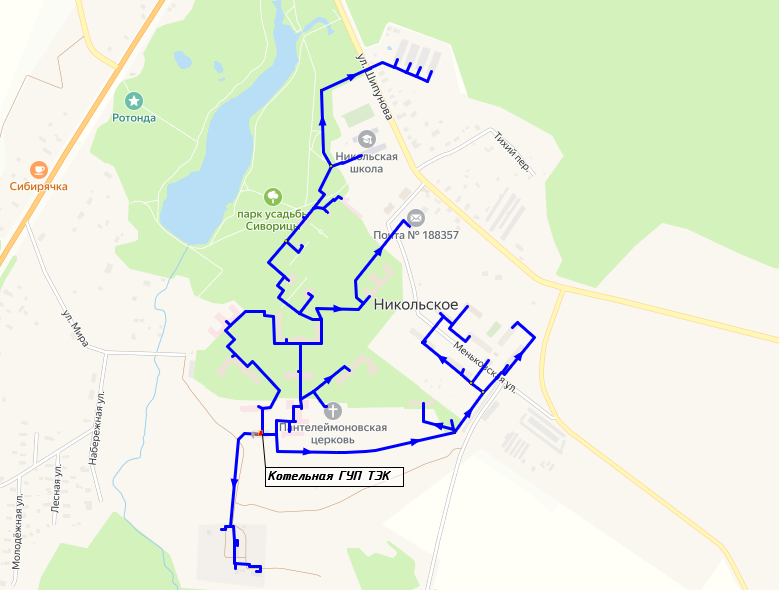 ул. Шипунова
Ротонда
Никольская
школа
Тихий пер.
Сибирячка
парк усадьбы
Сиворицы
Почта № 188357
Никольское
ул. Мира
Меньковская ул.
Набережная ул.
Пантелеймоновская
церковь
Котельная ГУП ТЭК
Лесная ул.
Молодёжная ул.